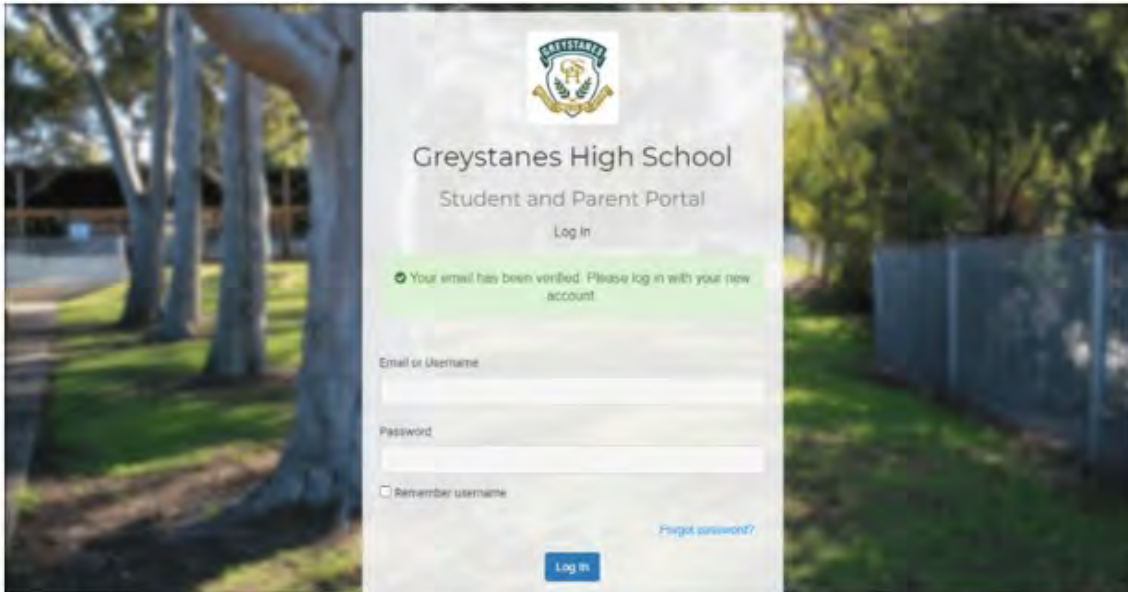 GREYSTANES
Greystanes High School
Student and Parent Portal
Log In
Your email has been verified. Please log in with your new
account
Email or Username
Password
Remember username
Forgot password?
Log In